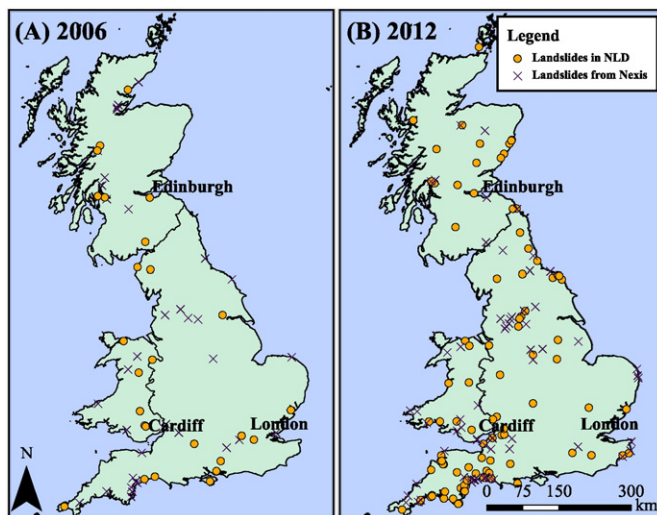 (A) 2006
Edinburgh
Cardiff
London
N
(B) 2012
Legend
Landslides in NLD
Landslides from Nexis
Edinburgh
Cardiff
London
0 75 150 300
km